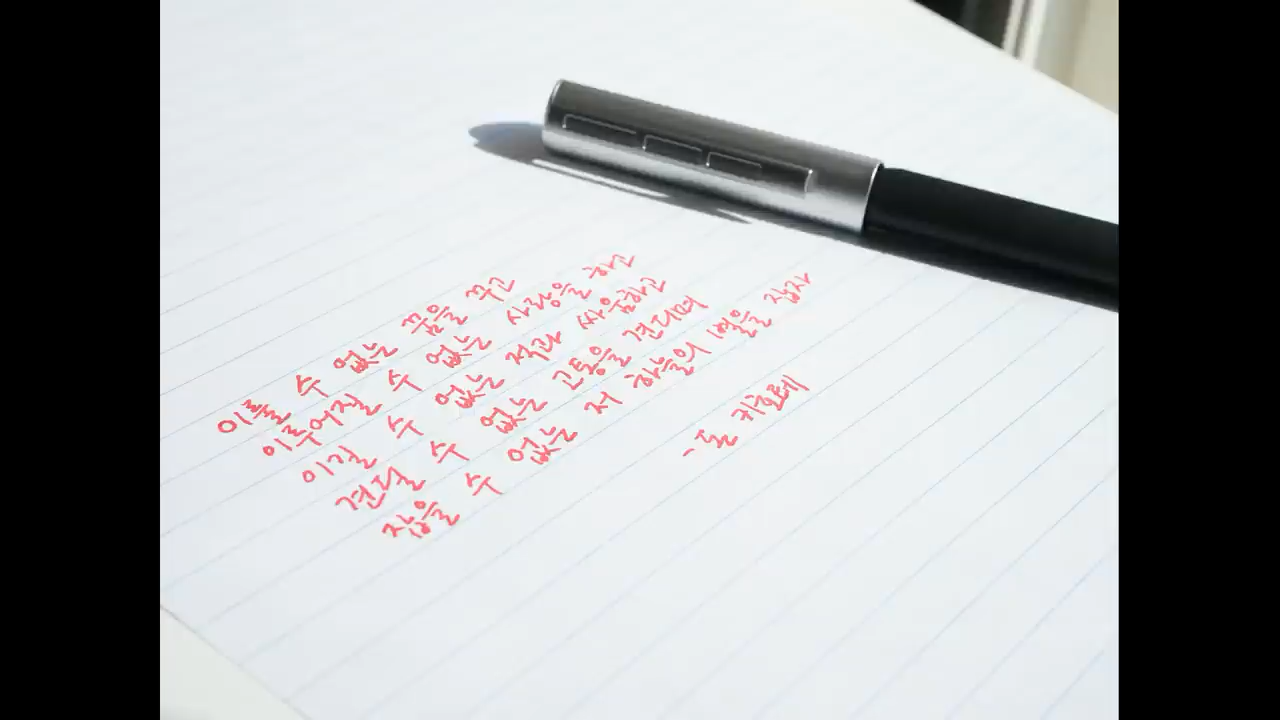 이룰 수 없는 꿈을 꾸고
이루어질 수 없는 사랑을 하고
이길 수 없는 적과 싸움하고
견딜 수 없는 고통을 견디며
잡을 수 없는 저 하늘의 별을 잡자
- 돈 키호테